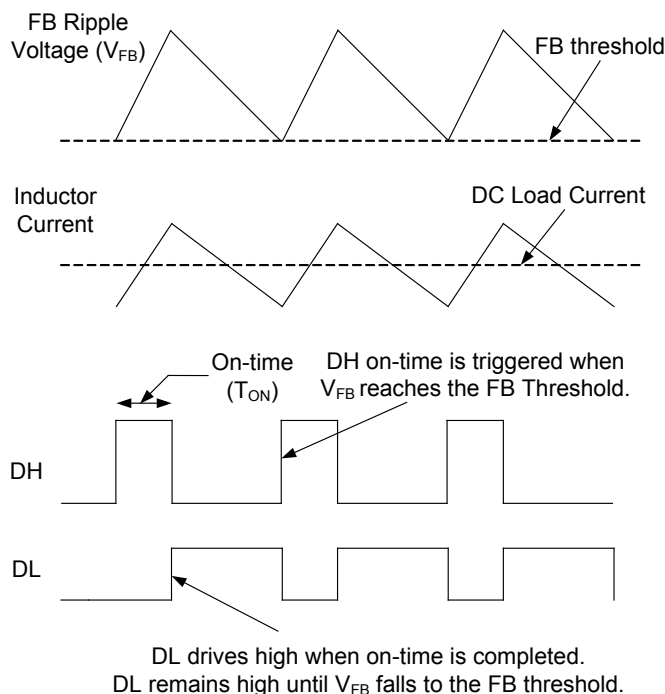 FB Ripple
Voltage (VFB)
FB threshold
Inductor
Current
DC Load Current
On-time
(TON)
DH on-time is triggered when
VFB reaches the FB Threshold.
DH
DL
DL drives high when on-time is completed.
DL remains high until VFB falls to the FB threshold.